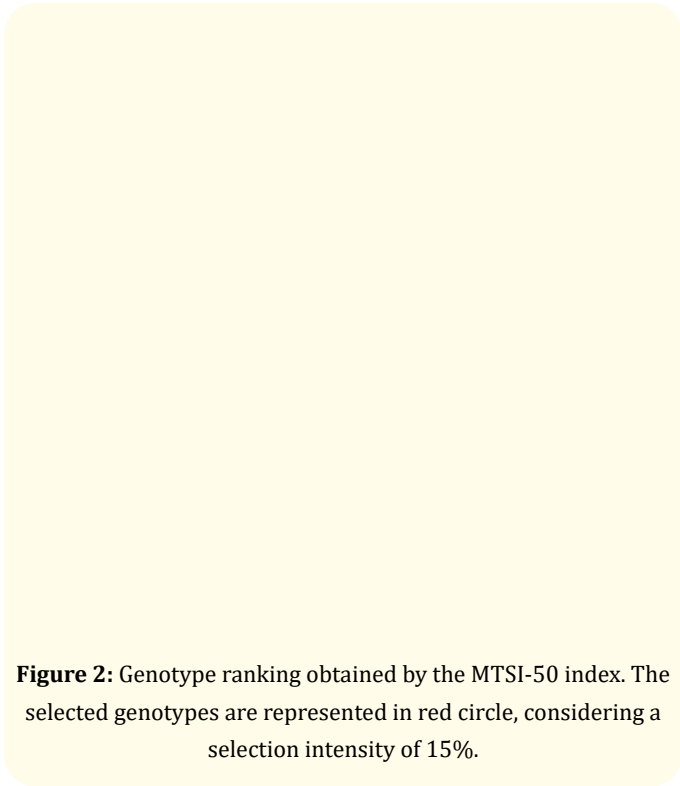 Figure 2: Genotype ranking obtained by the MTSI-50 index. The
selected genotypes are represented in red circle, considering a
selection intensity of 15%.